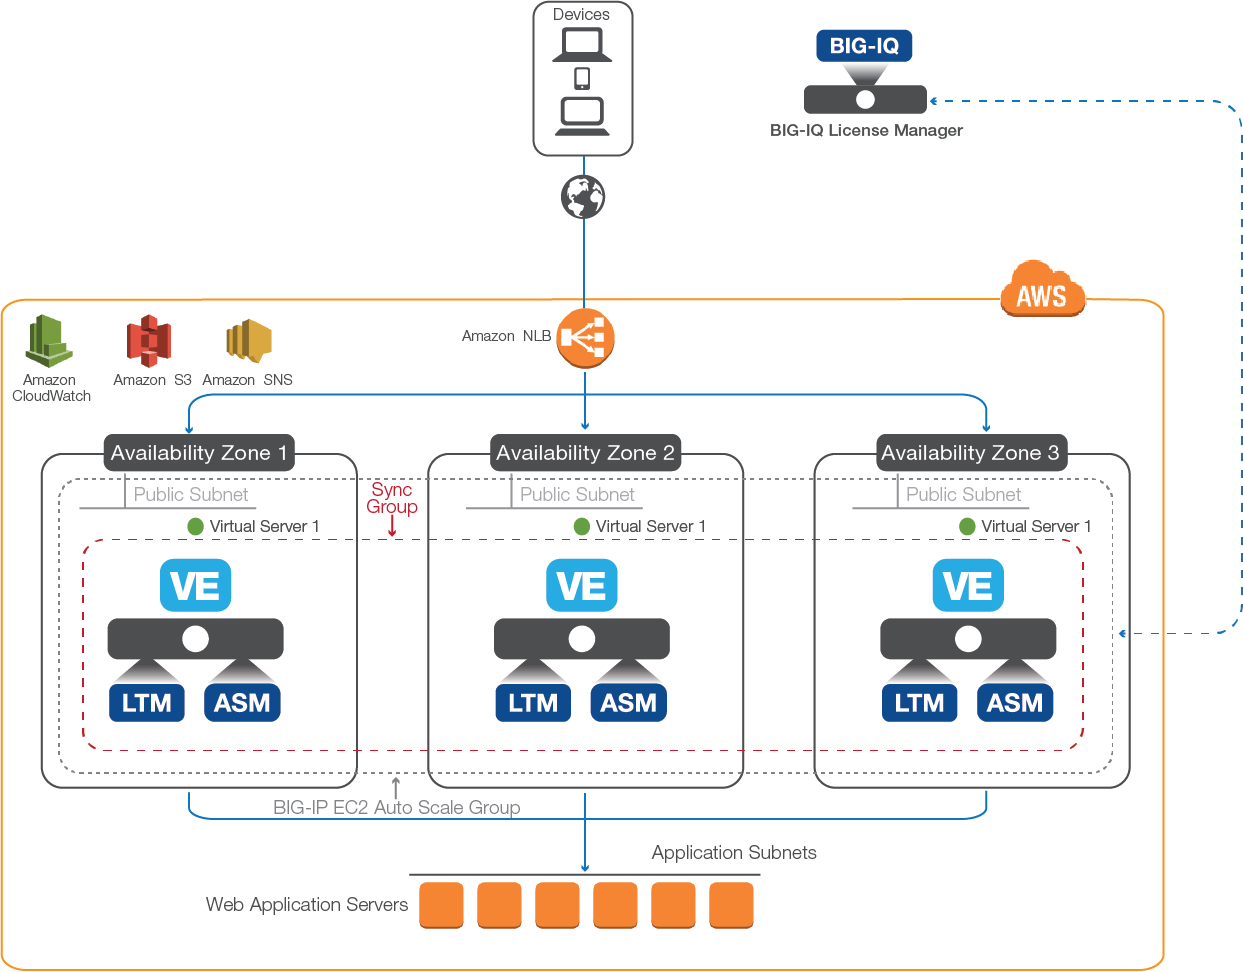 Devices
BIG-IQ
BIG-IQ License Manager
AWS
Amazon NLB
Amazon
CloudWatch
Amazon S3
Amazon SNS
Availability Zone 1
Availability Zone 2
Availability Zone 3
Public Subnet
Sync
Group
Public Subnet
Public Subnet
Virtual Server 1
Virtual Server 1
Virtual Server 1
VE
VE
VE
LTM
ASM
LTM
ASM
LTM
ASM
BIG-IP EC2 Auto Scale Group
Application Subnets
Web Application Servers